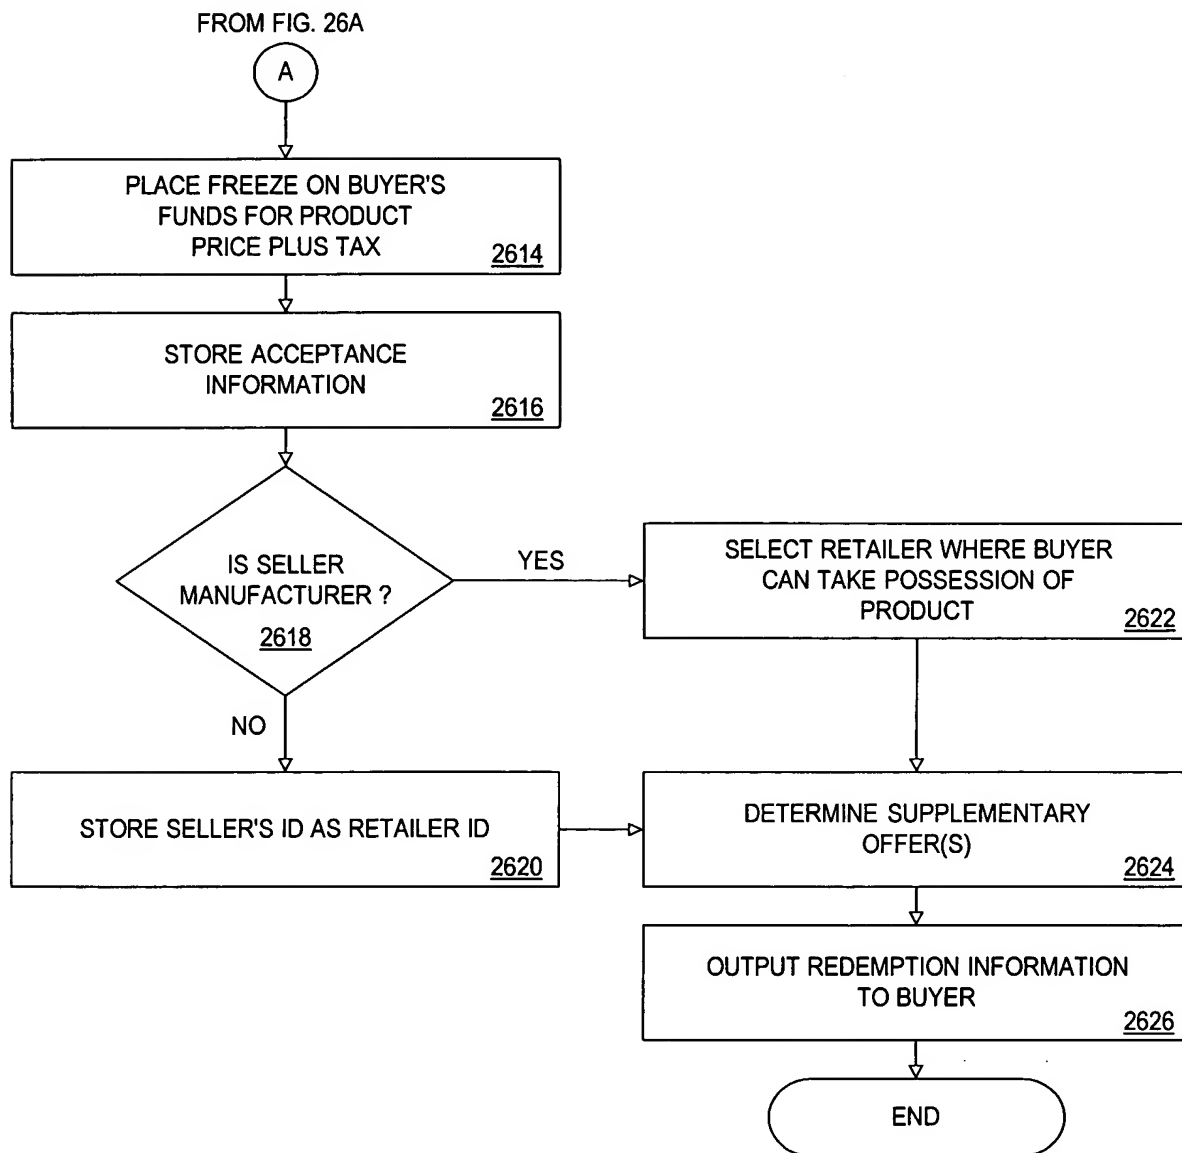 FROM FIG. 26A
A
PLACE FREEZE ON BUYER'S
FUNDS FOR PRODUCT
PRICE PLUS TAX
2614
STORE ACCEPTANCE
INFORMATION
2616
IS SELLER
MANUFACTURER ?
2618
YES
SELECT RETAILER WHERE BUYER
CAN TAKE POSSESSION OF
PRODUCT
2622
NO
STORE SELLER'S ID AS RETAILER ID
2620
DETERMINE SUPPLEMENTARY
OFFER(S)
2624
OUTPUT REDEMPTION INFORMATION
TO BUYER
2626
END